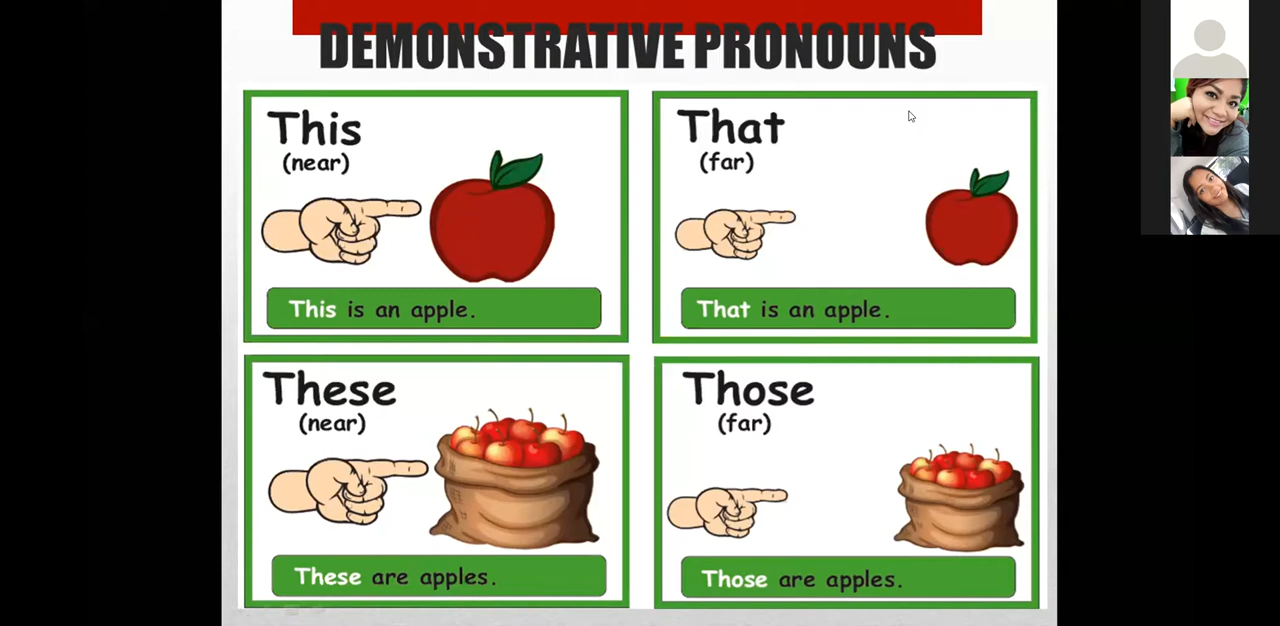 DEMONSTRATIVE PRONOUNS
This
(near)
This is an apple.
That
(far)
That is an apple.
These
(near)
These are apples.
Those
(far)
Those are apples.